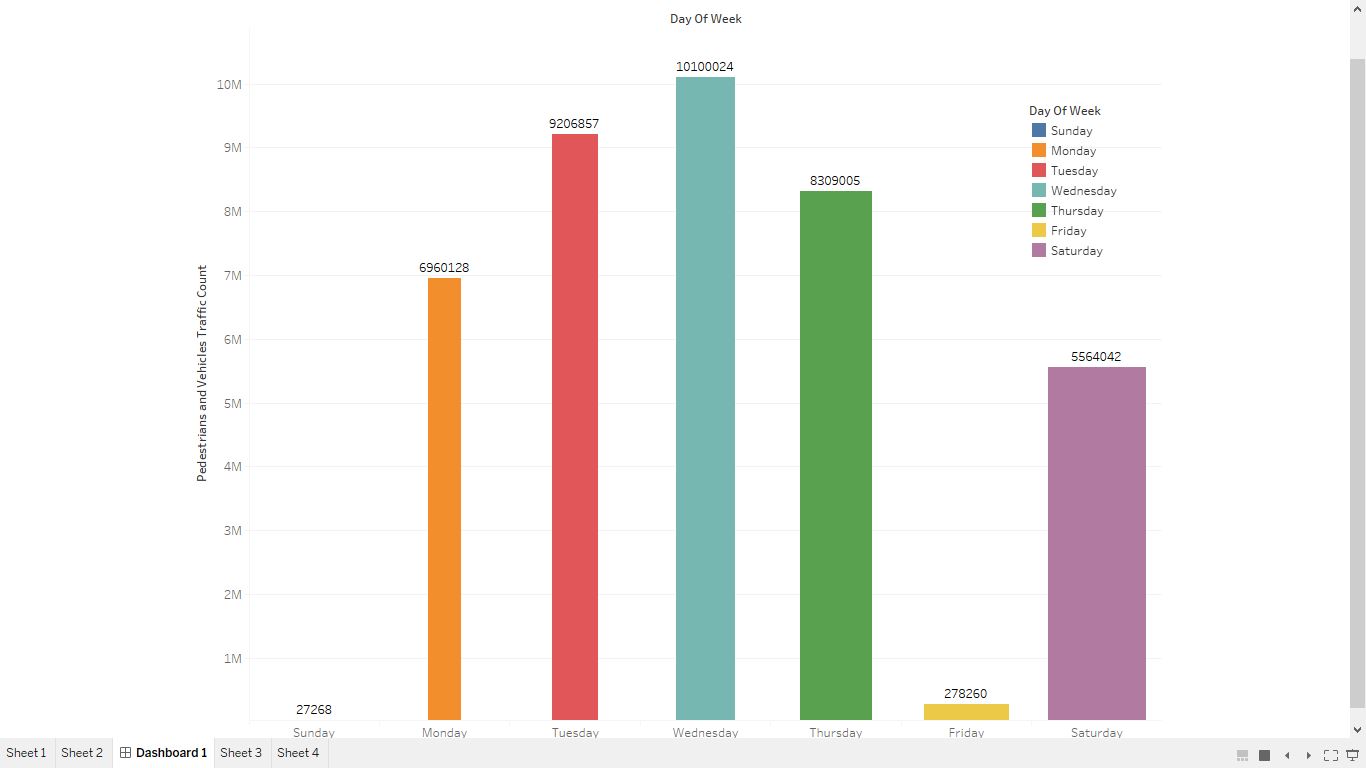 Day Of Week
10100024
10M
Day Of Week
9206857
Sunday
9M
Monday
Tuesday
8309005
Wednesday
8M
Thursday
Friday
Saturday
6960128
7M
Pedestrians and Vehicles Traffic Count
6M
5564042
5M
4M
3M
2M
1M
278260
27268
Sunday Monday Tuesday Wednesday Thursday Friday Saturday
Sheet 1 Sheet 2 Dashboard 1 Sheet 3 Sheet 4